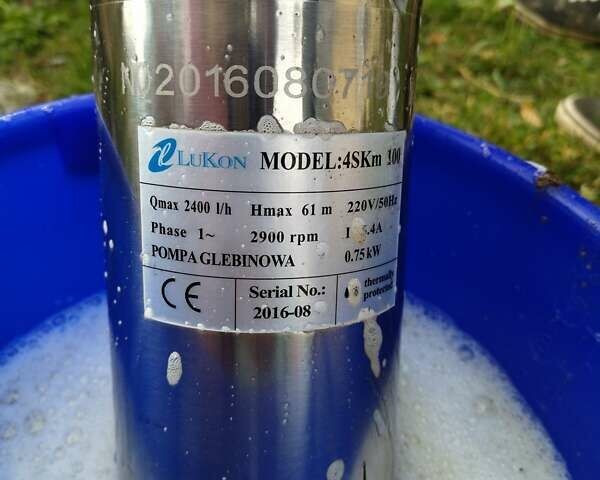 NO2016080710
LUKON MODEL:4SKm 100
Qmax 2400 l/h Hmax 61 m 220V/50Hz
Phase 1~ 2900 rpm I
POMPA GLEBINOWA 0.75 kW
CE Serial No.: thermally
2016-08 protected